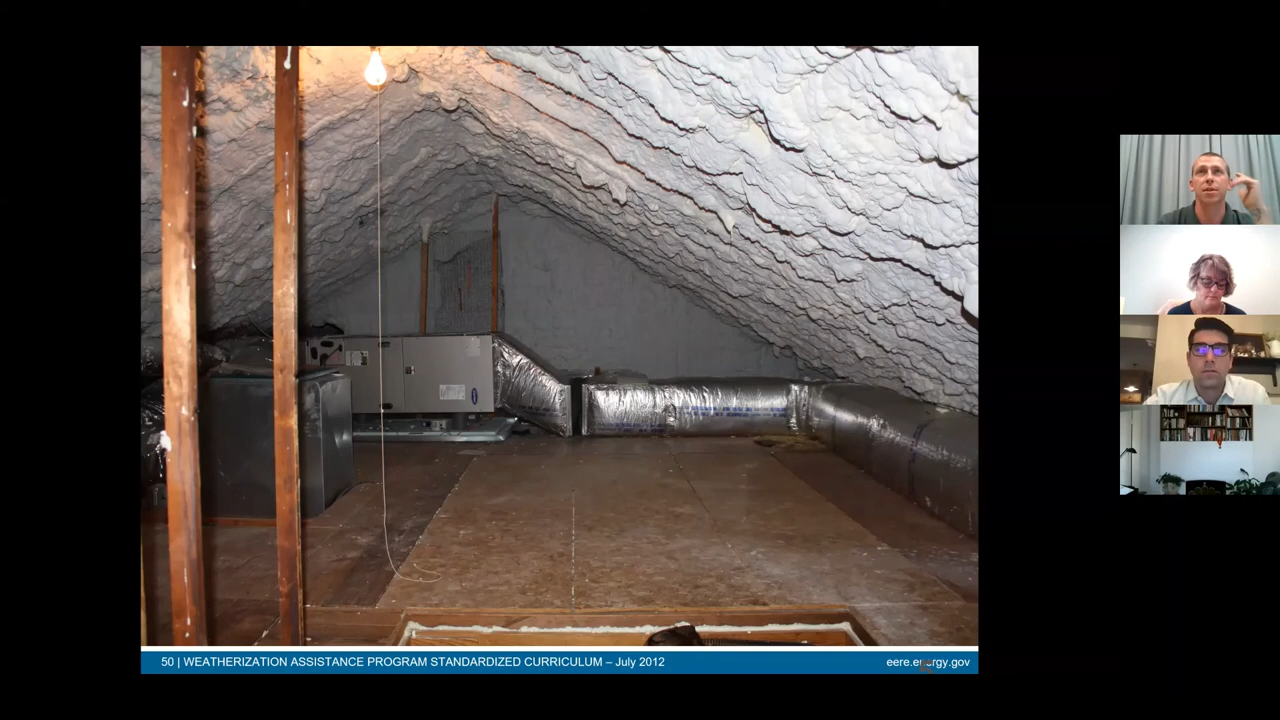 50 | WEATHERIZATION ASSISTANCE PROGRAM STANDARDIZED CURRICULUM – July 2012
eere.energy.gov